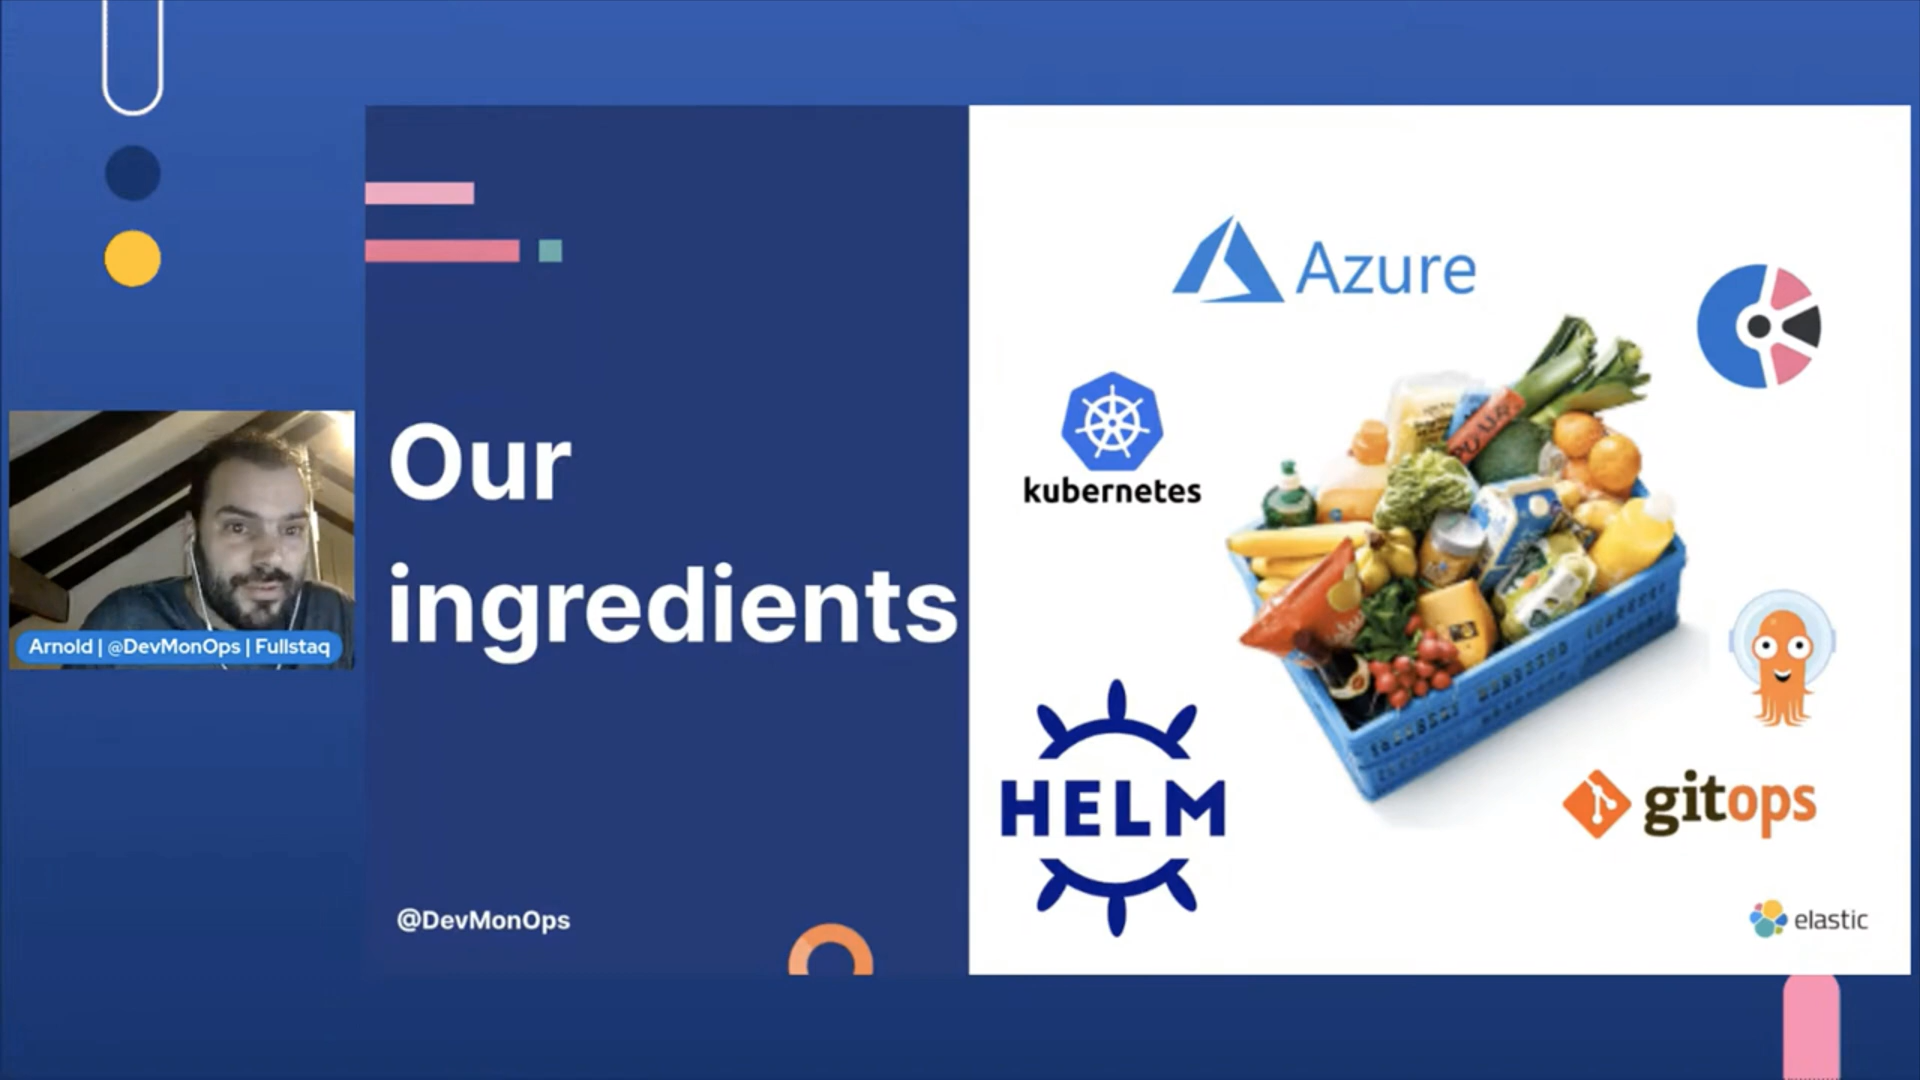 Our
ingredients
@DevMonOps
Arnold | @DevMonOps | Fullstaq
Azure
kubernetes
HELM
gitops
elastic